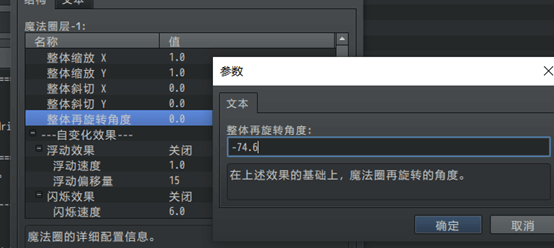 结构 文本
魔法圈层-1:
名称 值
整体缩放 X 1.0
整体缩放 Y 1.0
整体斜切 X 0.0
整体斜切 Y 0.0
整体再旋转角度 0.0
---自变化效果---
浮动效果 关闭
浮动速度 1.0
浮动偏移量 15
闪烁效果 关闭
闪烁速度 6.0
魔法圈的详细配置信息。
参数
文本
整体再旋转角度:
-74.6
在上述效果的基础上，魔法圈再旋转的角度。
确定 取消